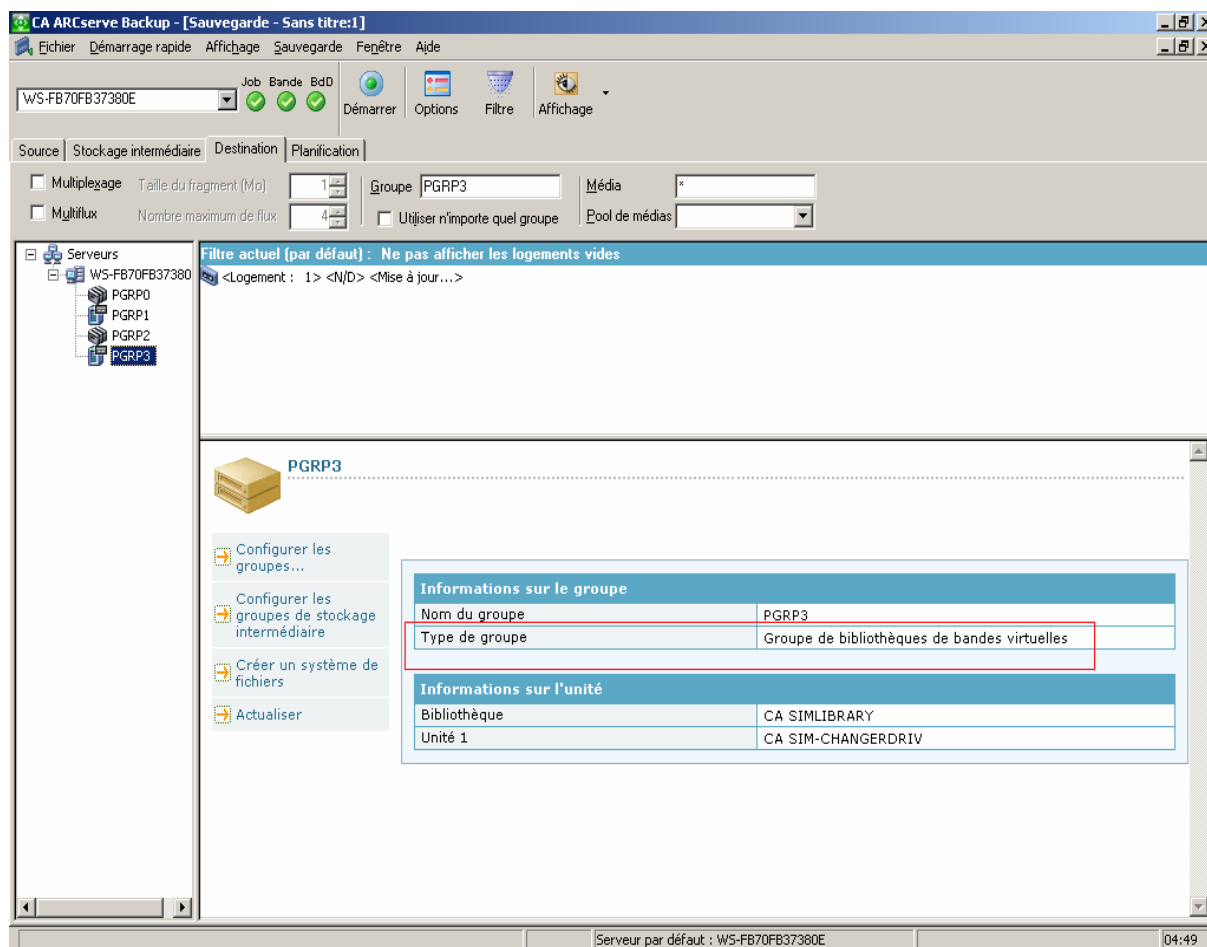 CA ARCserve Backup - [Sauvegarde - Sans titre:1]
Fichier Démarrage rapide Affichage Sauvegarde Fenêtre Aide
WS-FB70FB37380E
Job Bande BdD
Démarrer Options Filtre Affichage
Source Stockage intermédiaire Destination Planification
Multiplexage Taille du fragment (Mo) 1 Groupe PGRP3 Média *
Multiflux Nombre maximum de flux 4 Utiliser n'importe quel groupe Pool de médias
Serveurs
WS-FB70FB37380
PGRP0
PGRP1
PGRP2
PGRP3
Filtre actuel (par défaut) : Ne pas afficher les logements vides
<Logement : 1> <N/D> <Mise à jour...>
PGRP3
Configurer les
groupes...
Configurer les
groupes de stockage
intermédiaire
Créer un système de
fichiers
Actualiser
Informations sur le groupe
Nom du groupe PGRP3
Type de groupe Groupe de bibliothèques de bandes virtuelles
Informations sur l'unité
Bibliothèque CA SIMLIBRARY
Unité 1 CA SIM-CHANGERDRIV
Serveur par défaut : WS-FB70FB37380E 04:49